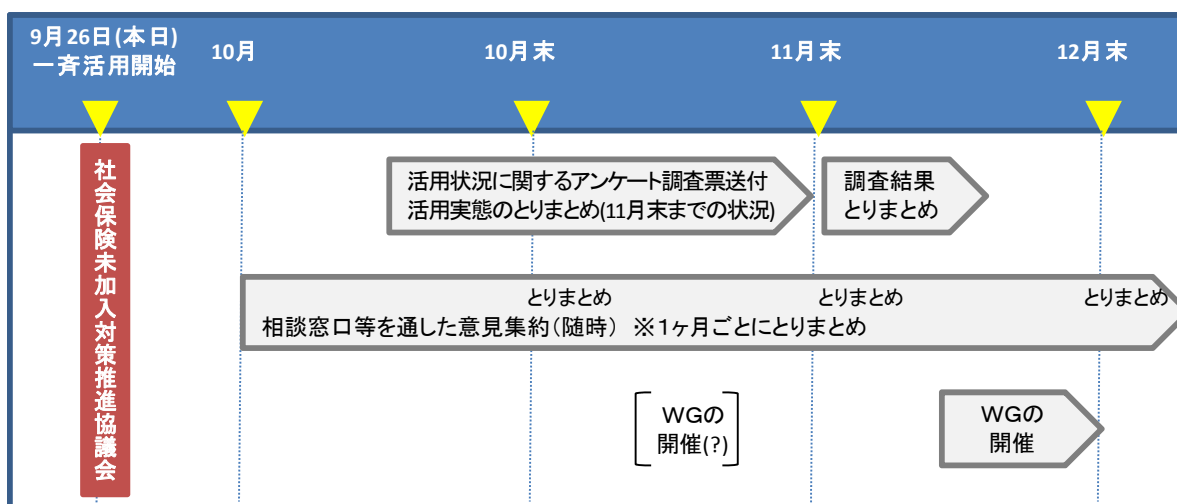 9月26日(本日)
一斉活用開始
10月
10月末
11月末
12月末
社会保険未加入対策推進協議会
活用状況に関するアンケート調査票送付
活用実態のとりまとめ(11月末までの状況)
調査結果
とりまとめ
とりまとめ
とりまとめ
とりまとめ
相談窓口等を通した意見集約(随時) ※1ヶ月ごとにとりまとめ
WGの
開催(?)
WGの
開催